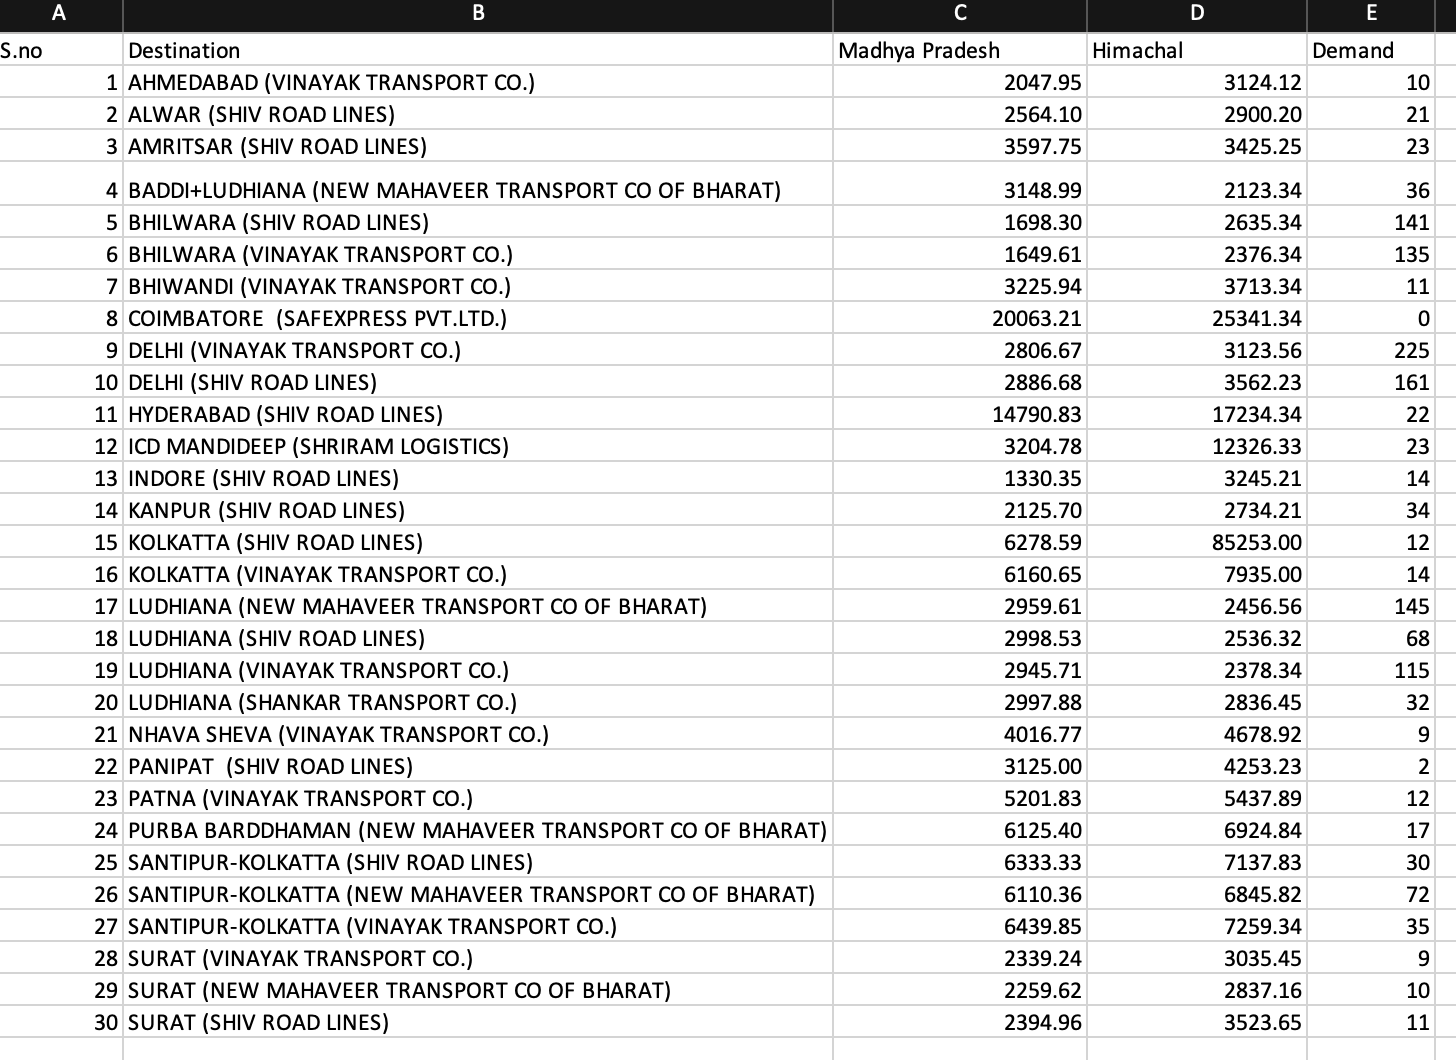 A B C D E
S.no Destination Madhya Pradesh Himachal Demand
1 AHMEDABAD (VINAYAK TRANSPORT CO.) 2047.95 3124.12 10
2 ALWAR (SHIV ROAD LINES) 2564.10 2900.20 21
3 AMRITSAR (SHIV ROAD LINES) 3597.75 3425.25 23
4 BADDI+LUDHIANA (NEW MAHAVEER TRANSPORT CO OF BHARAT) 3148.99 2123.34 36
5 BHILWARA (SHIV ROAD LINES) 1698.30 2635.34 141
6 BHILWARA (VINAYAK TRANSPORT CO.) 1649.61 2376.34 135
7 BHIWANDI (VINAYAK TRANSPORT CO.) 3225.94 3713.34 11
8 COIMBATORE  (SAFEXPRESS PVT.LTD.) 20063.21 25341.34 0
9 DELHI (VINAYAK TRANSPORT CO.) 2806.67 3123.56 225
10 DELHI (SHIV ROAD LINES) 2886.68 3562.23 161
11 HYDERABAD (SHIV ROAD LINES) 14790.83 17234.34 22
12 ICD MANDIDEEP (SHRIRAM LOGISTICS) 3204.78 12326.33 23
13 INDORE (SHIV ROAD LINES) 1330.35 3245.21 14
14 KANPUR (SHIV ROAD LINES) 2125.70 2734.21 34
15 KOLKATTA (SHIV ROAD LINES) 6278.59 85253.00 12
16 KOLKATTA (VINAYAK TRANSPORT CO.) 6160.65 7935.00 14
17 LUDHIANA (NEW MAHAVEER TRANSPORT CO OF BHARAT) 2959.61 2456.56 145
18 LUDHIANA (SHIV ROAD LINES) 2998.53 2536.32 68
19 LUDHIANA (VINAYAK TRANSPORT CO.) 2945.71 2378.34 115
20 LUDHIANA (SHANKAR TRANSPORT CO.) 2997.88 2836.45 32
21 NHAVA SHEVA (VINAYAK TRANSPORT CO.) 4016.77 4678.92 9
22 PANIPAT  (SHIV ROAD LINES) 3125.00 4253.23 2
23 PATNA (VINAYAK TRANSPORT CO.) 5201.83 5437.89 12
24 PURBA BARDDHAMAN (NEW MAHAVEER TRANSPORT CO OF BHARAT) 6125.40 6924.84 17
25 SANTIPUR-KOLKATTA (SHIV ROAD LINES) 6333.33 7137.83 30
26 SANTIPUR-KOLKATTA (NEW MAHAVEER TRANSPORT CO OF BHARAT) 6110.36 6845.82 72
27 SANTIPUR-KOLKATTA (VINAYAK TRANSPORT CO.) 6439.85 7259.34 35
28 SURAT (VINAYAK TRANSPORT CO.) 2339.24 3035.45 9
29 SURAT (NEW MAHAVEER TRANSPORT CO OF BHARAT) 2259.62 2837.16 10
30 SURAT (SHIV ROAD LINES) 2394.96 3523.65 11